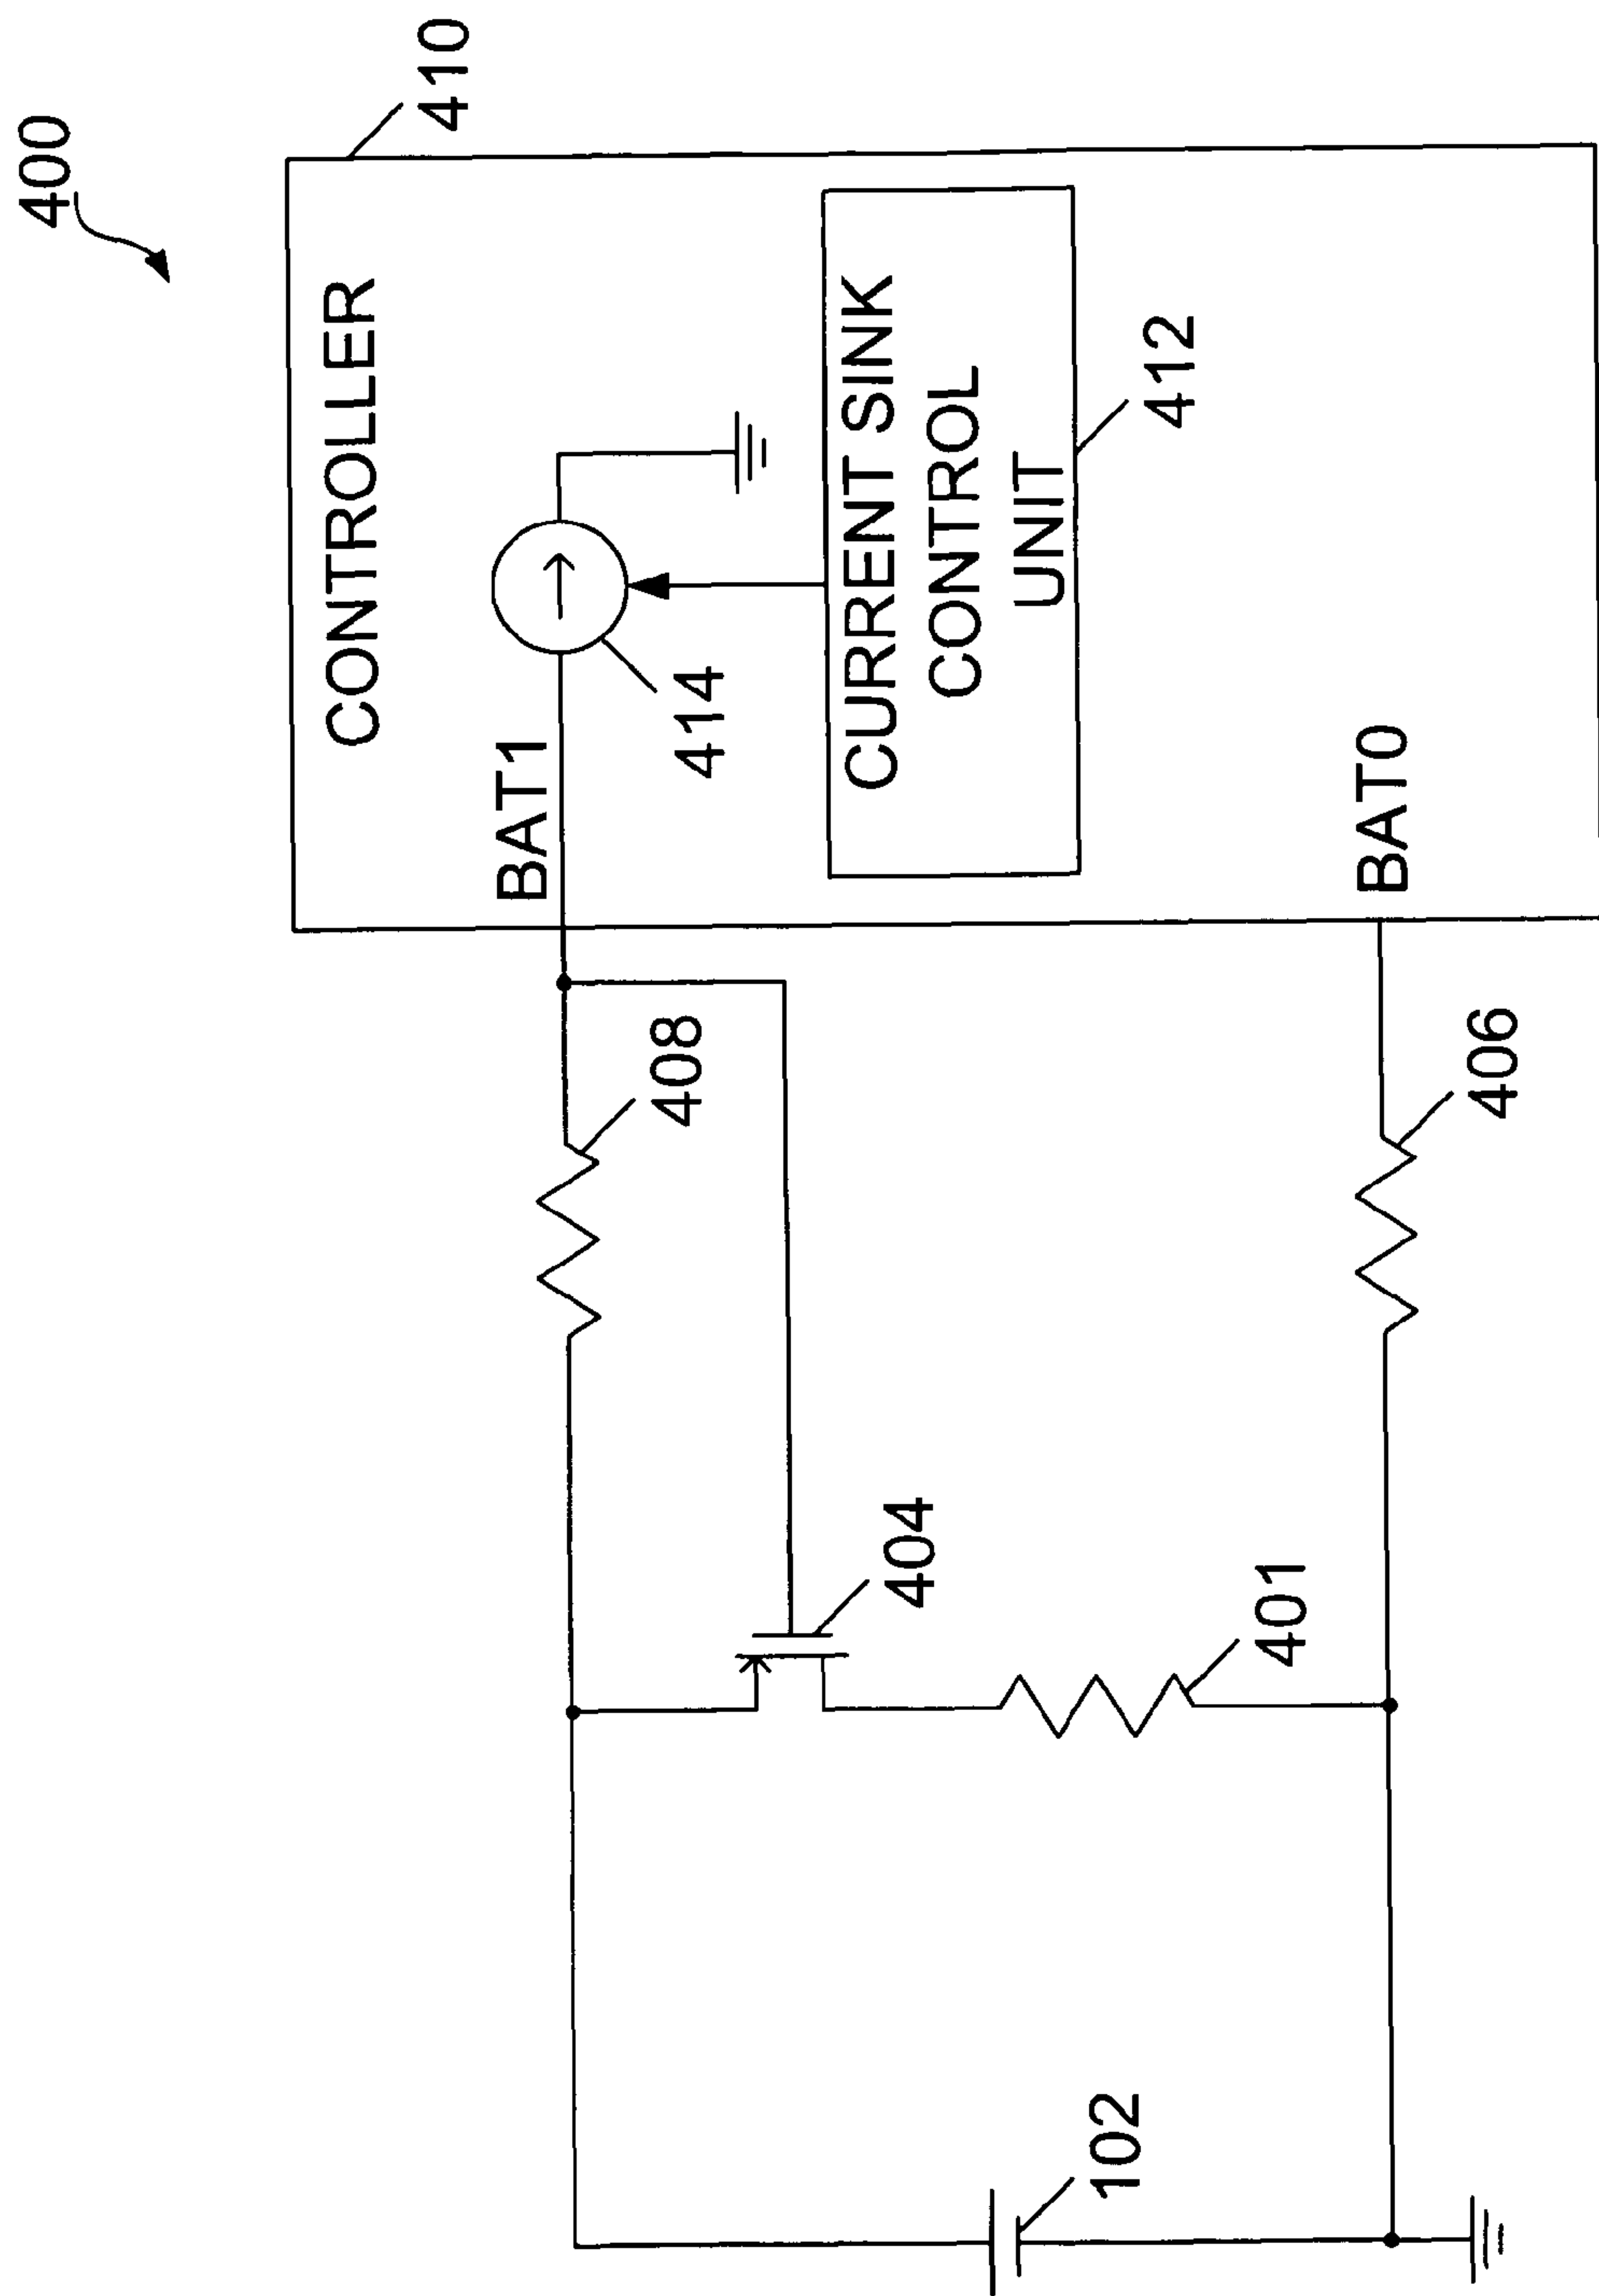 400
410
CONTROLLER
BAT1
414
CURRENT SINK
CONTROL
UNIT
412
408
404
401
102
BAT0
406